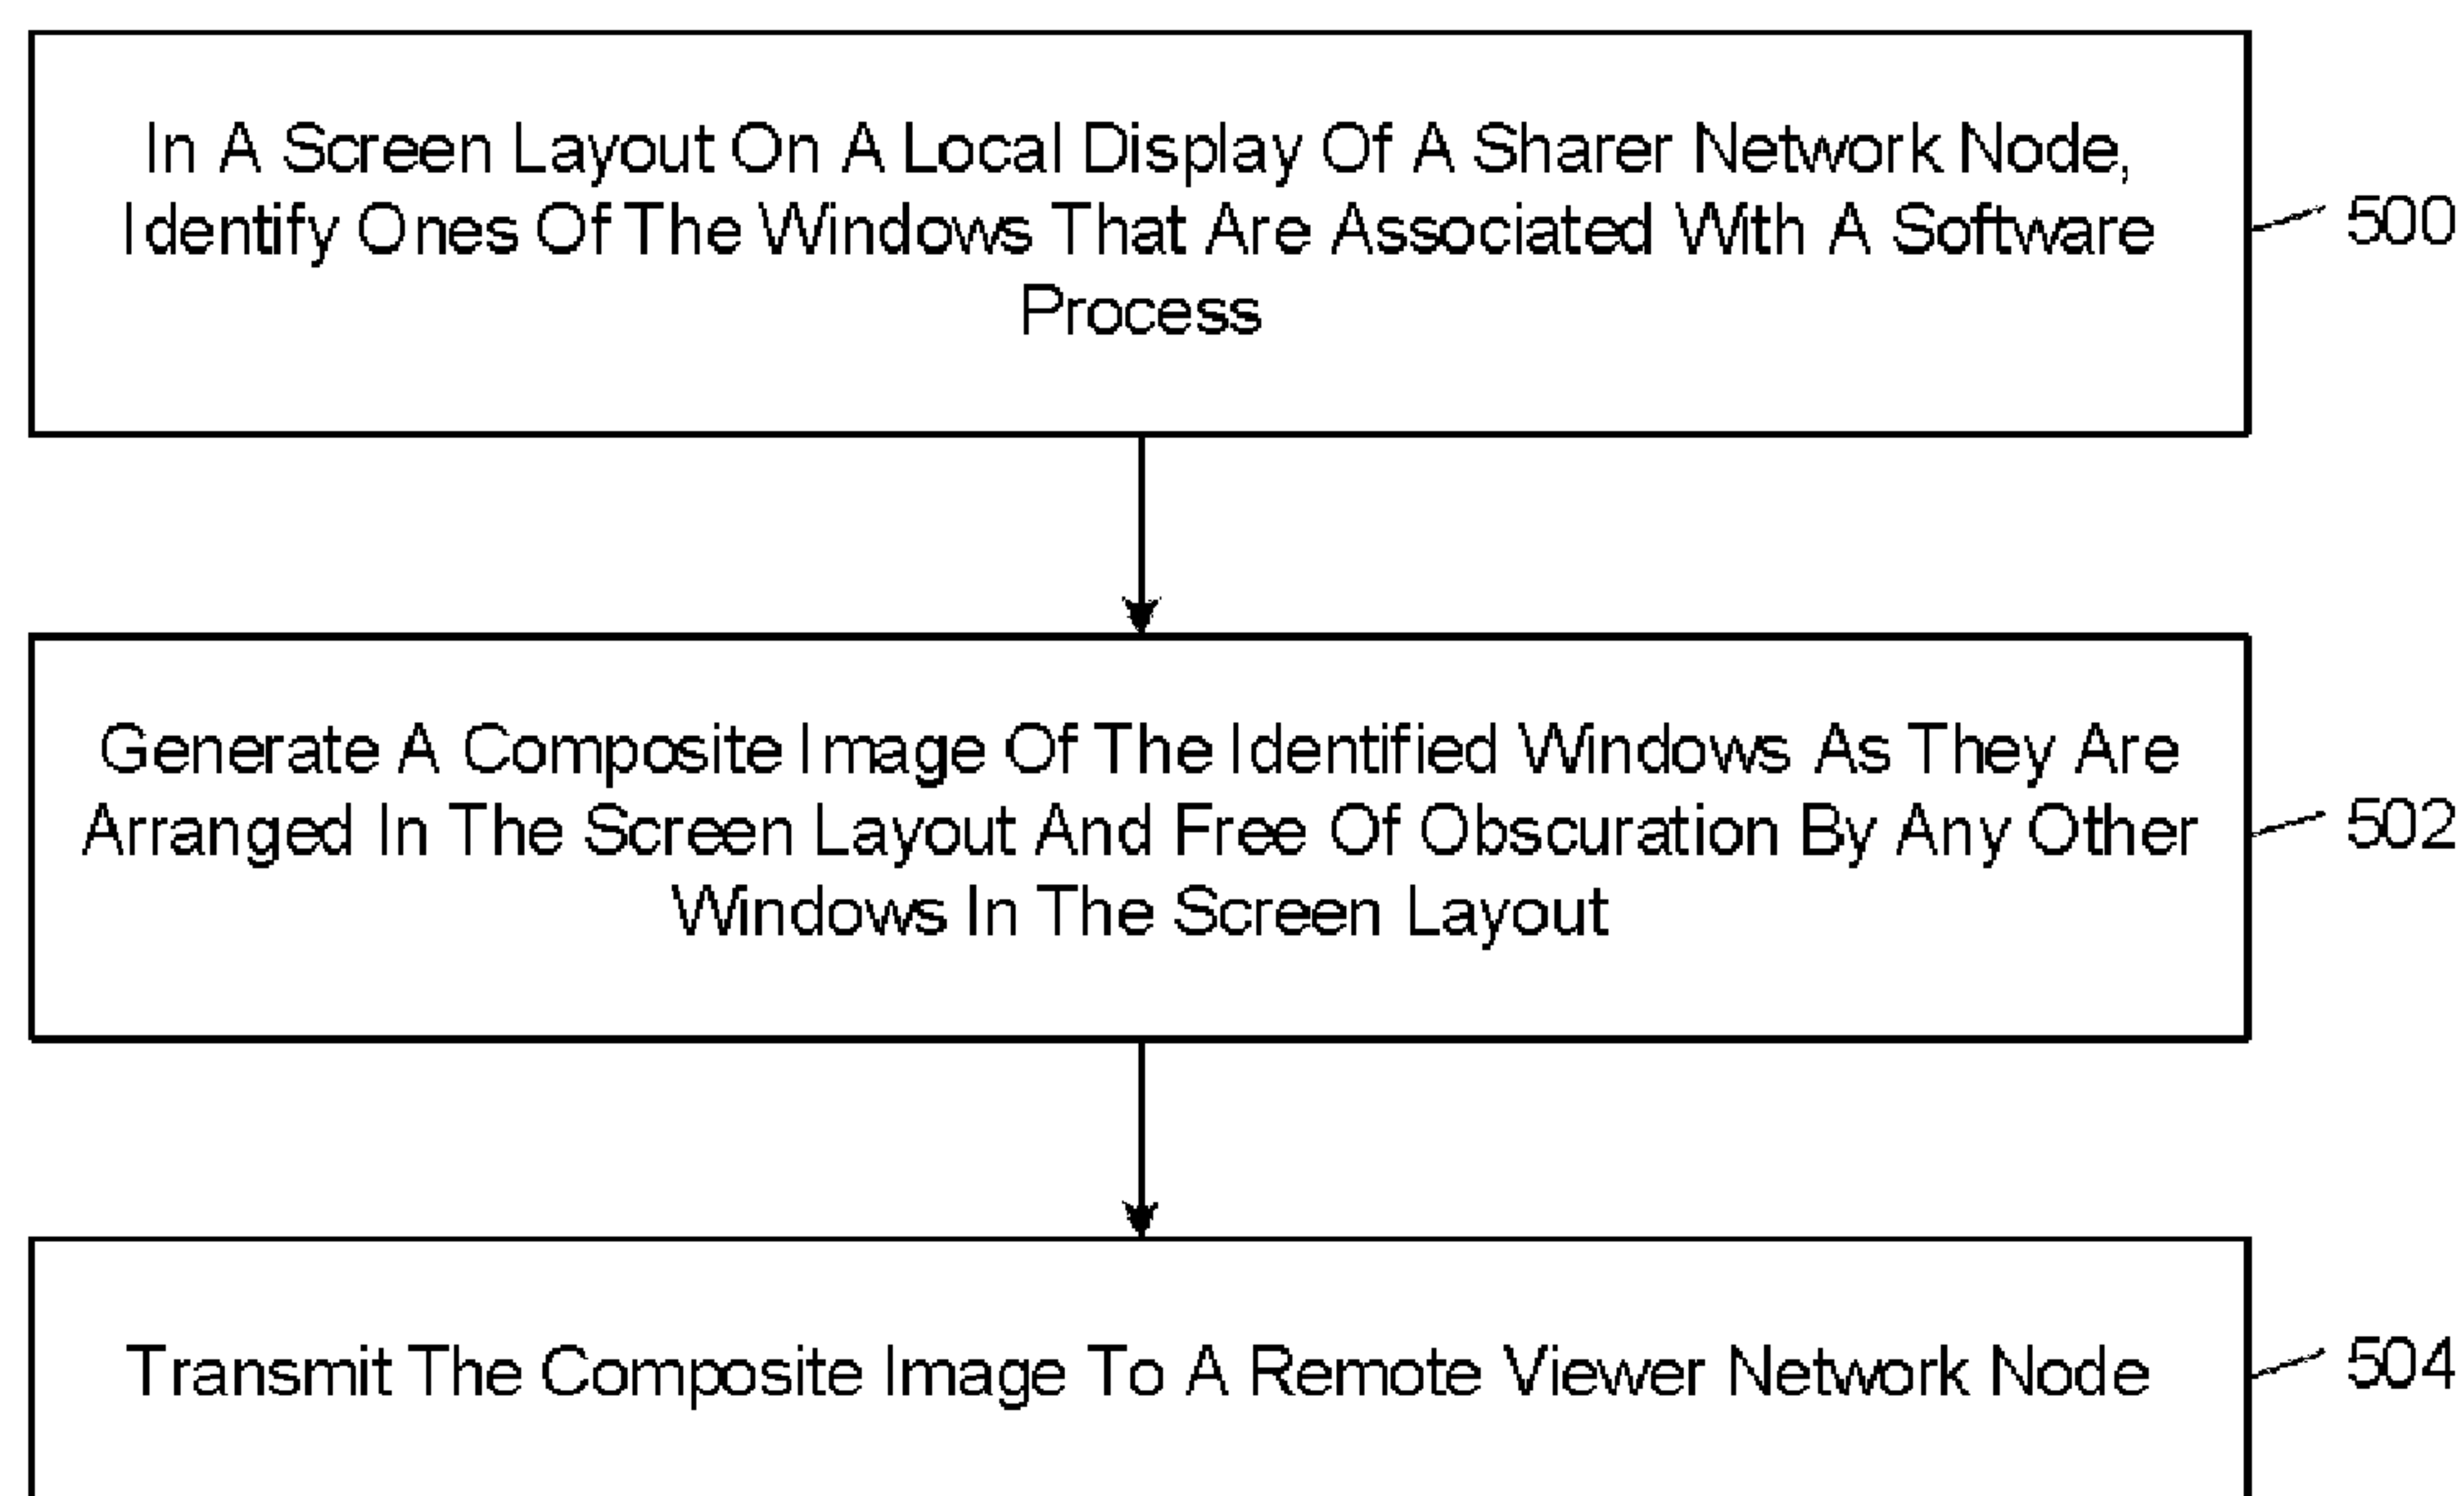 In A Screen Layout On A Local Display Of A Sharer Network Node,
Identify Ones Of The Windows That Are Associated With A Software
Process
500
Generate A Composite Image Of The Identified Windows As They Are
Arranged In The Screen Layout And Free Of Obscuration By Any Other
Windows In The Screen Layout
502
Transmit The Composite Image To A Remote Viewer Network Node
504